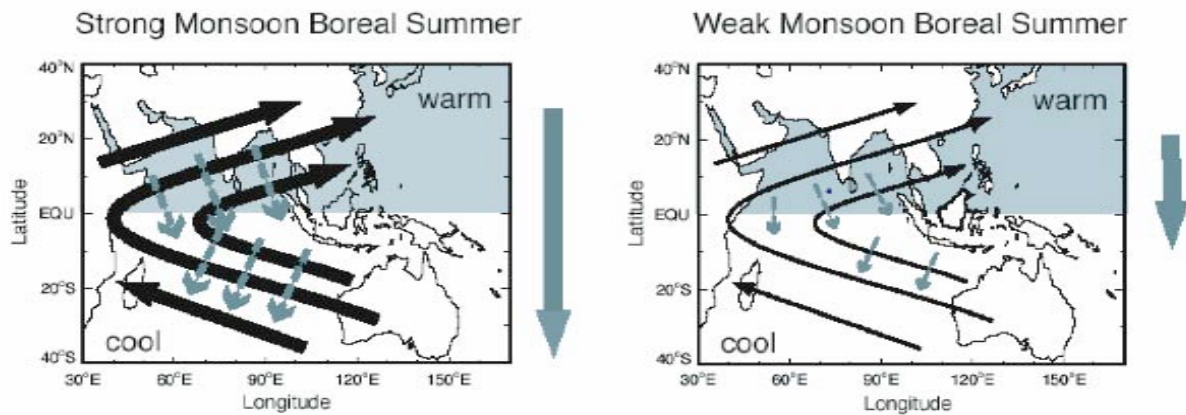 Strong Monsoon Boreal Summer
40°N
20°N
EQU
20°S
40°S
Latitude
warm
cool
30°E
60°E
90°E
120°E
150°E
Longitude
Weak Monsoon Boreal Summer
40°N
20°N
EQU
20°S
40°S
Latitude
warm
cool
30°E
60°E
90°E
120°E
150°E
Longitude